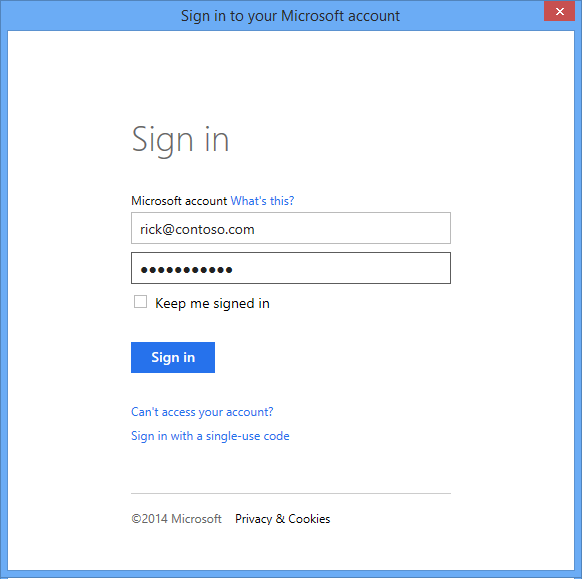 Sign in to your Microsoft account
Sign in
Microsoft account What's this?
rick@contoso.com
●●●●●●●●●●●
Keep me signed in
Sign in
Can't access your account?
Sign in with a single-use code
©2014 Microsoft Privacy & Cookies